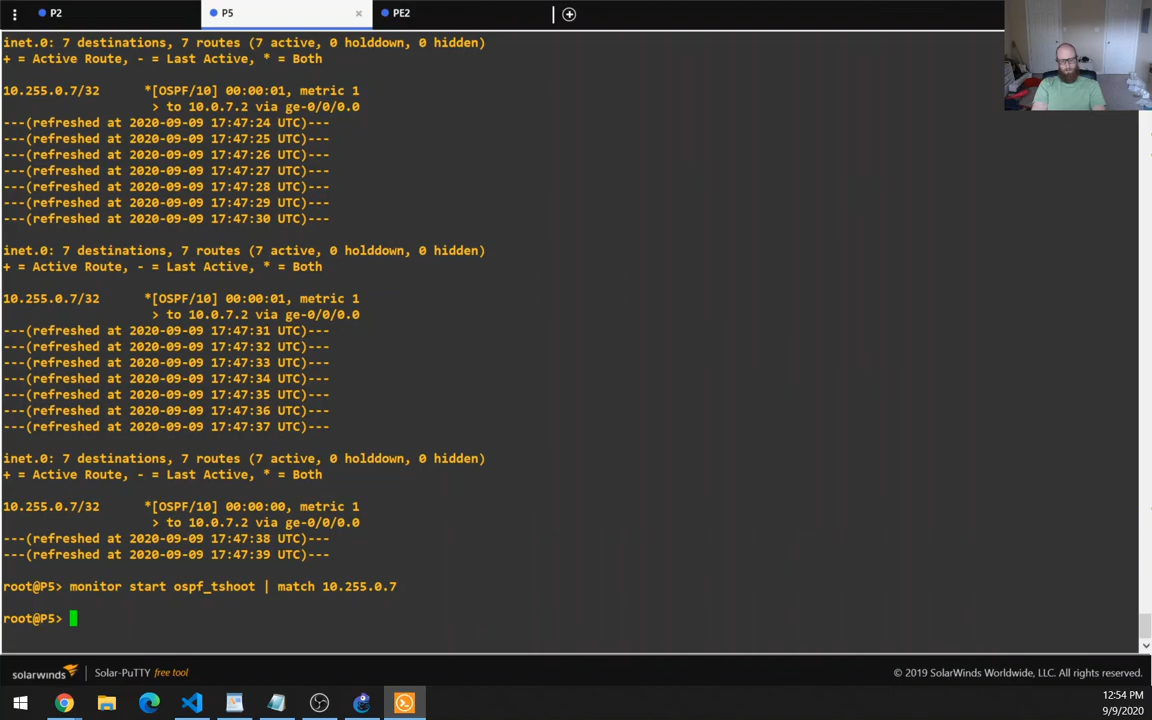 P2
P5
PE2
inet.0: 7 destinations, 7 routes (7 active, 0 holddown, 0 hidden)
+ = Active Route, - = Last Active, * = Both
10.255.0.7/32      *[OSPF/10] 00:00:01, metric 1
> to 10.0.7.2 via ge-0/0/0.0
---(refreshed at 2020-09-09 17:47:24 UTC)---
---(refreshed at 2020-09-09 17:47:25 UTC)---
---(refreshed at 2020-09-09 17:47:26 UTC)---
---(refreshed at 2020-09-09 17:47:27 UTC)---
---(refreshed at 2020-09-09 17:47:28 UTC)---
---(refreshed at 2020-09-09 17:47:29 UTC)---
---(refreshed at 2020-09-09 17:47:30 UTC)---
inet.0: 7 destinations, 7 routes (7 active, 0 holddown, 0 hidden)
+ = Active Route, - = Last Active, * = Both
10.255.0.7/32      *[OSPF/10] 00:00:01, metric 1
> to 10.0.7.2 via ge-0/0/0.0
---(refreshed at 2020-09-09 17:47:31 UTC)---
---(refreshed at 2020-09-09 17:47:32 UTC)---
---(refreshed at 2020-09-09 17:47:33 UTC)---
---(refreshed at 2020-09-09 17:47:34 UTC)---
---(refreshed at 2020-09-09 17:47:35 UTC)---
---(refreshed at 2020-09-09 17:47:36 UTC)---
---(refreshed at 2020-09-09 17:47:37 UTC)---
inet.0: 7 destinations, 7 routes (7 active, 0 holddown, 0 hidden)
+ = Active Route, - = Last Active, * = Both
10.255.0.7/32      *[OSPF/10] 00:00:00, metric 1
> to 10.0.7.2 via ge-0/0/0.0
---(refreshed at 2020-09-09 17:47:38 UTC)---
---(refreshed at 2020-09-09 17:47:39 UTC)---
root@P5> monitor start ospf_tshoot | match 10.255.0.7
root@P5>
solarwinds | Solar-PuTTY free tool
© 2019 SolarWinds Worldwide, LLC. All rights reserved.
12:54 PM
9/9/2020